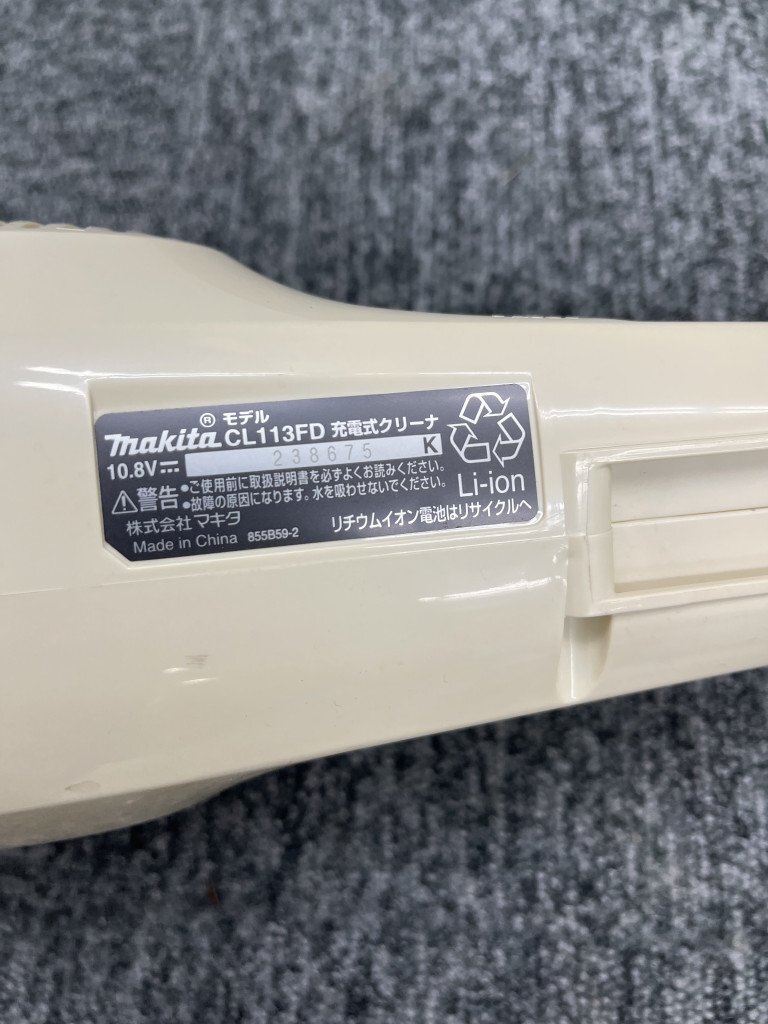 makita® モデル CL113FD 充電式クリーナ
10.8V⎓ 238675 K
⚠警告 •ご使用前に取扱説明書を必ずよくお読みください。
•故障の原因になります。水を吸わせないでください。
Li-ion
株式会社マキタ
リチウムイオン電池はリサイクルへ
Made in China 855B59-2